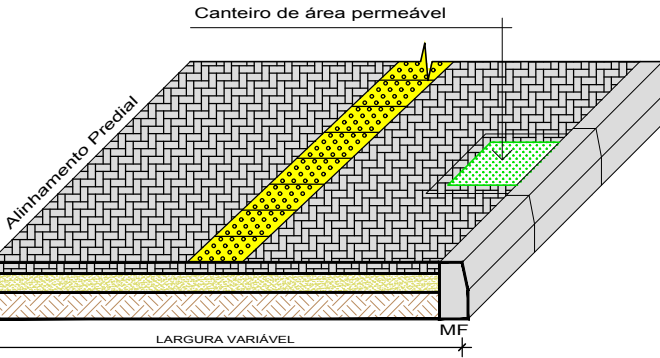 Canteiro de área permeável
Alinhamento Predial
MF
LARGURA VARIÁVEL